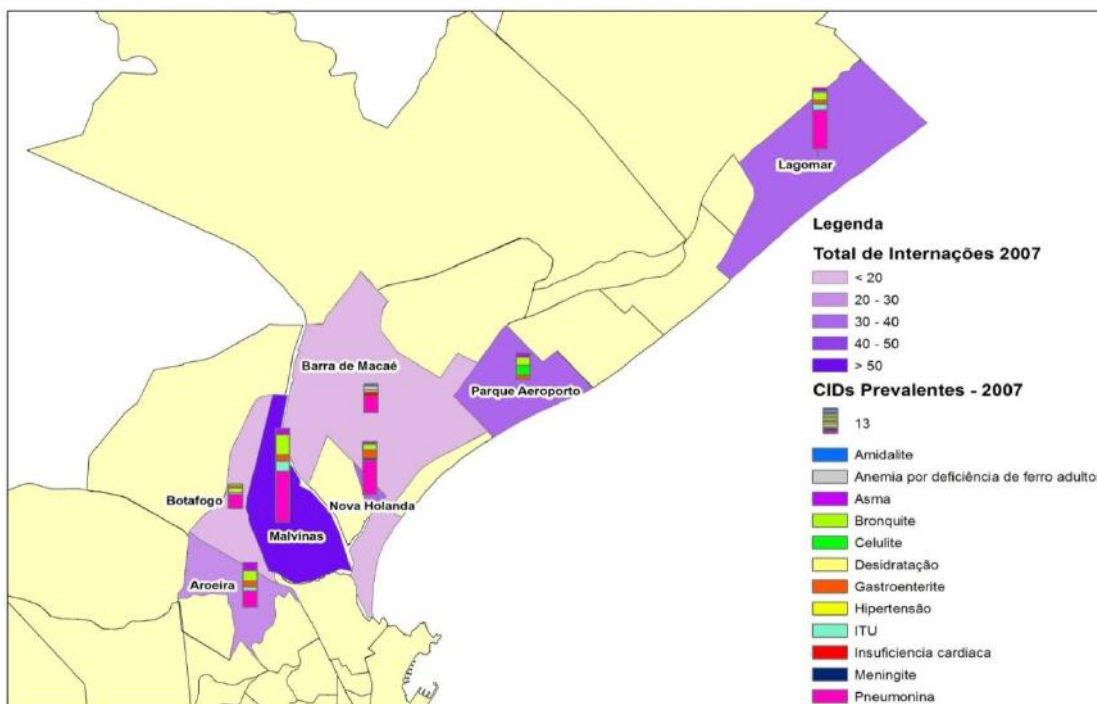 Lagomar
Barra de Macaé
Parque Aeroporto
Botafogo
Nova Holanda
Malvinas
Aroeira
Legenda
Total de Internações 2007
< 20
20 - 30
30 - 40
40 - 50
> 50
CIDs Prevalentes - 2007
13
Amidalite
Anemia por deficiência de ferro adultos
Asma
Bronquite
Celulite
Desidratação
Gastroenterite
Hipertensão
ITU
Insuficiencia cardiaca
Meningite
Pneumonina